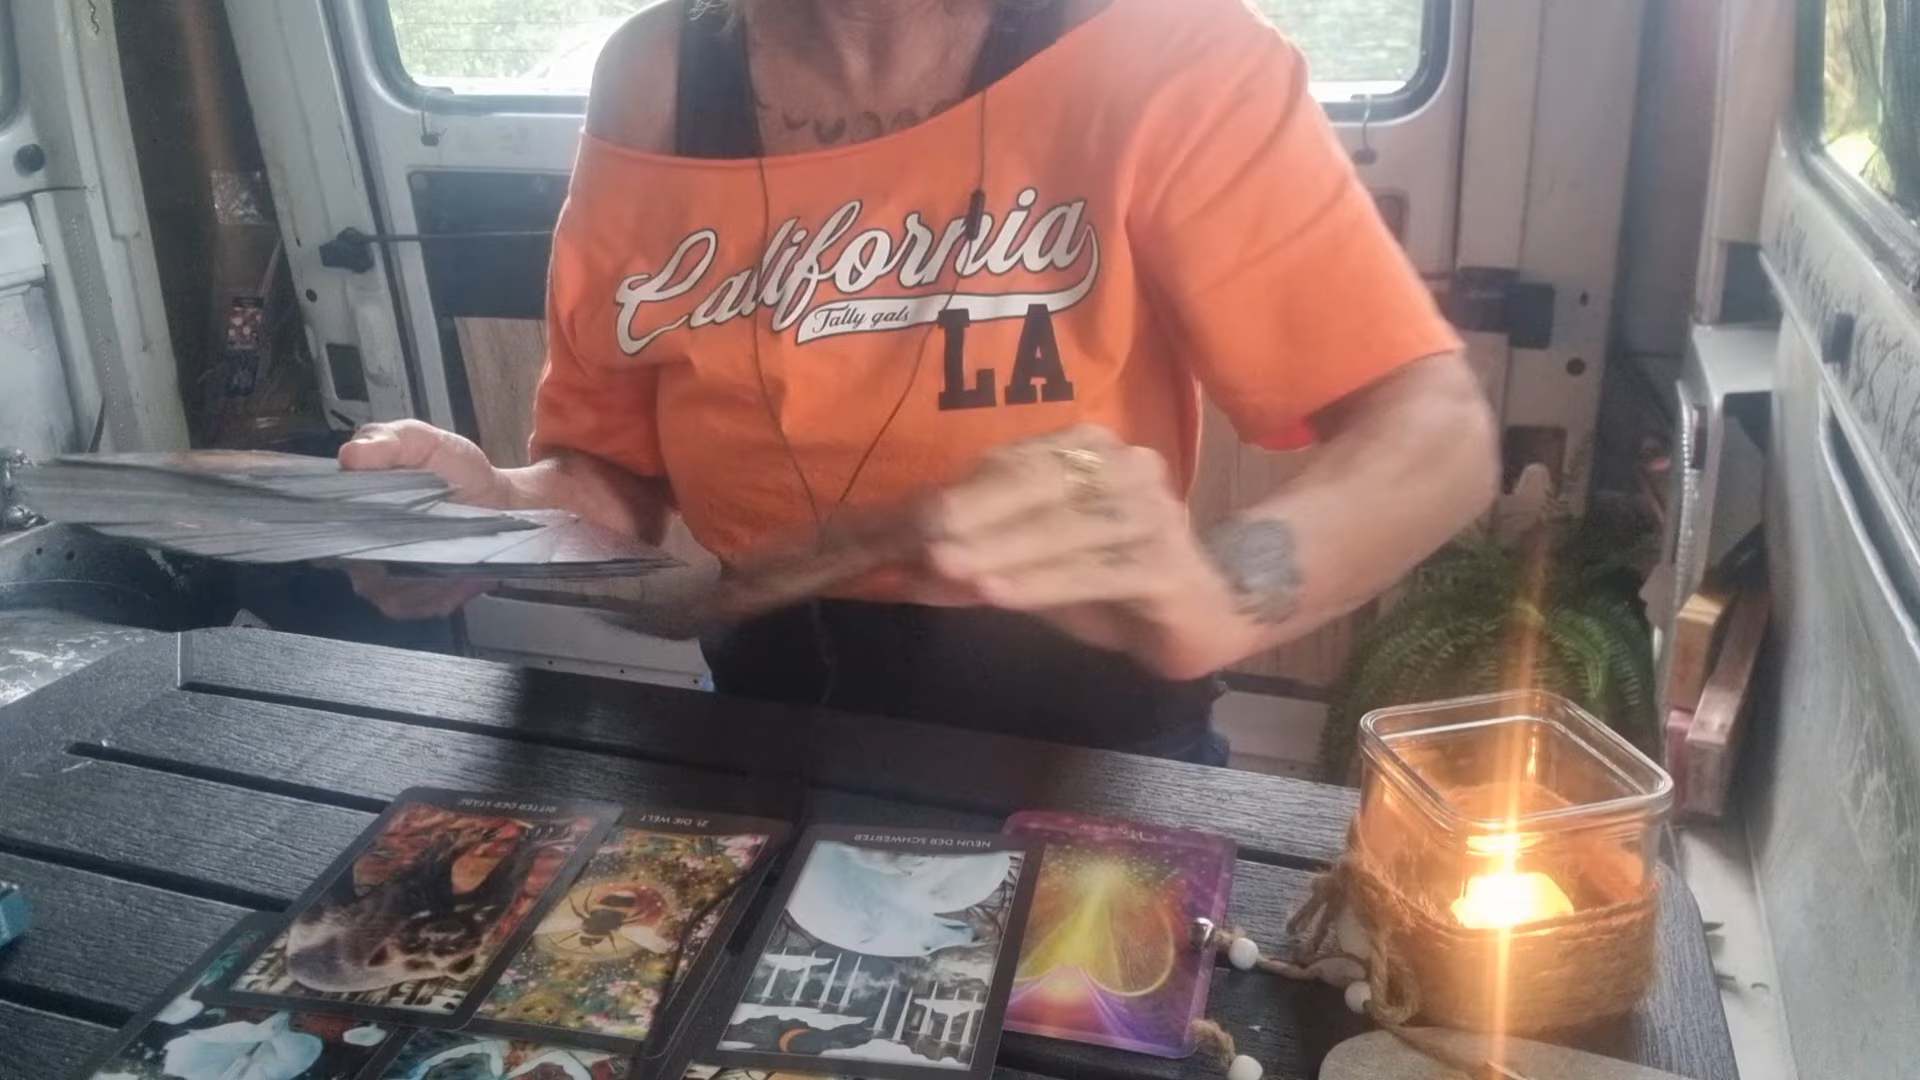 California
Tally gals
LA
RITTER DER STÄBE
21. DIE WELT
NEUN DER SCHWERTER